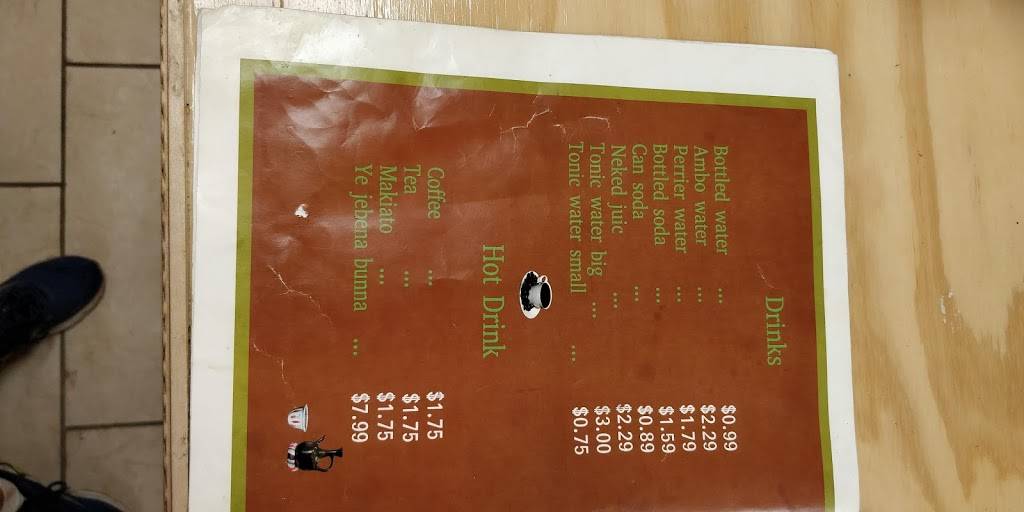 Drinks
Bottled water ... $0.99
Ambo water ... $2.29
Perrier water ... $1.79
Bottled soda ... $1.59
Can soda ... $0.89
Neked juic ... $2.29
Tonic water big ... $3.00
Tonic water small ... $0.75
Hot Drink
Coffee ... $1.75
Tea ... $1.75
Makiato ... $1.75
Ye jebena bunna ... $7.99